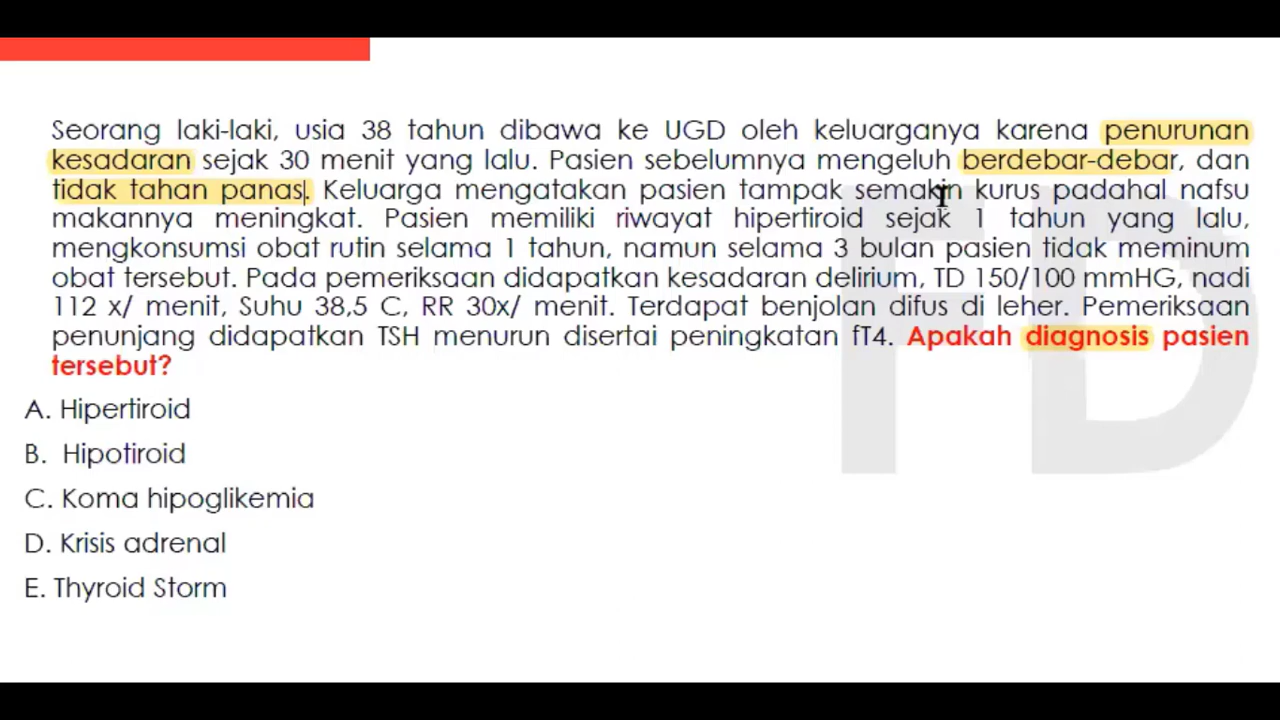 Seorang laki-laki, usia 38 tahun dibawa ke UGD oleh keluarganya karena penurunan
kesadaran sejak 30 menit yang lalu. Pasien sebelumnya mengeluh berdebar-debar, dan
tidak tahan panas. Keluarga mengatakan pasien tampak semakin kurus padahal nafsu
makannya meningkat. Pasien memiliki riwayat hipertiroid sejak 1 tahun yang lalu,
mengkonsumsi obat rutin selama 1 tahun, namun selama 3 bulan pasien tidak meminum
obat tersebut. Pada pemeriksaan didapatkan kesadaran delirium, TD 150/100 mmHG, nadi
112 x/ menit, Suhu 38,5 C, RR 30x/ menit. Terdapat benjolan difus di leher. Pemeriksaan
penunjang didapatkan TSH menurun disertai peningkatan fT4. Apakah diagnosis pasien
tersebut?
A. Hipertiroid
B. Hipotiroid
C. Koma hipoglikemia
D. Krisis adrenal
E. Thyroid Storm
FD